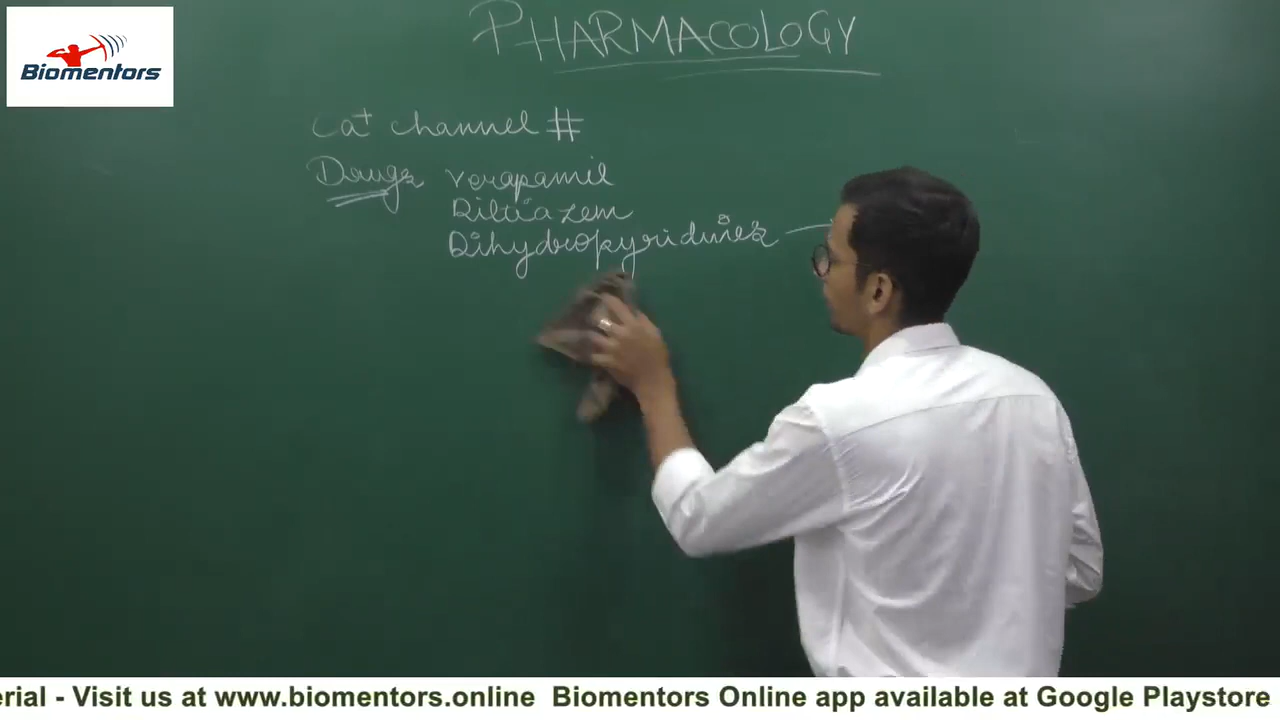 PHARMACOLOGY
Biomentors
Ca+ channel #
Drugs verapamil
Diltiazem
Dihydropyridines
erial - Visit us at www.biomentors.online Biomentors Online app available at Google Playstore